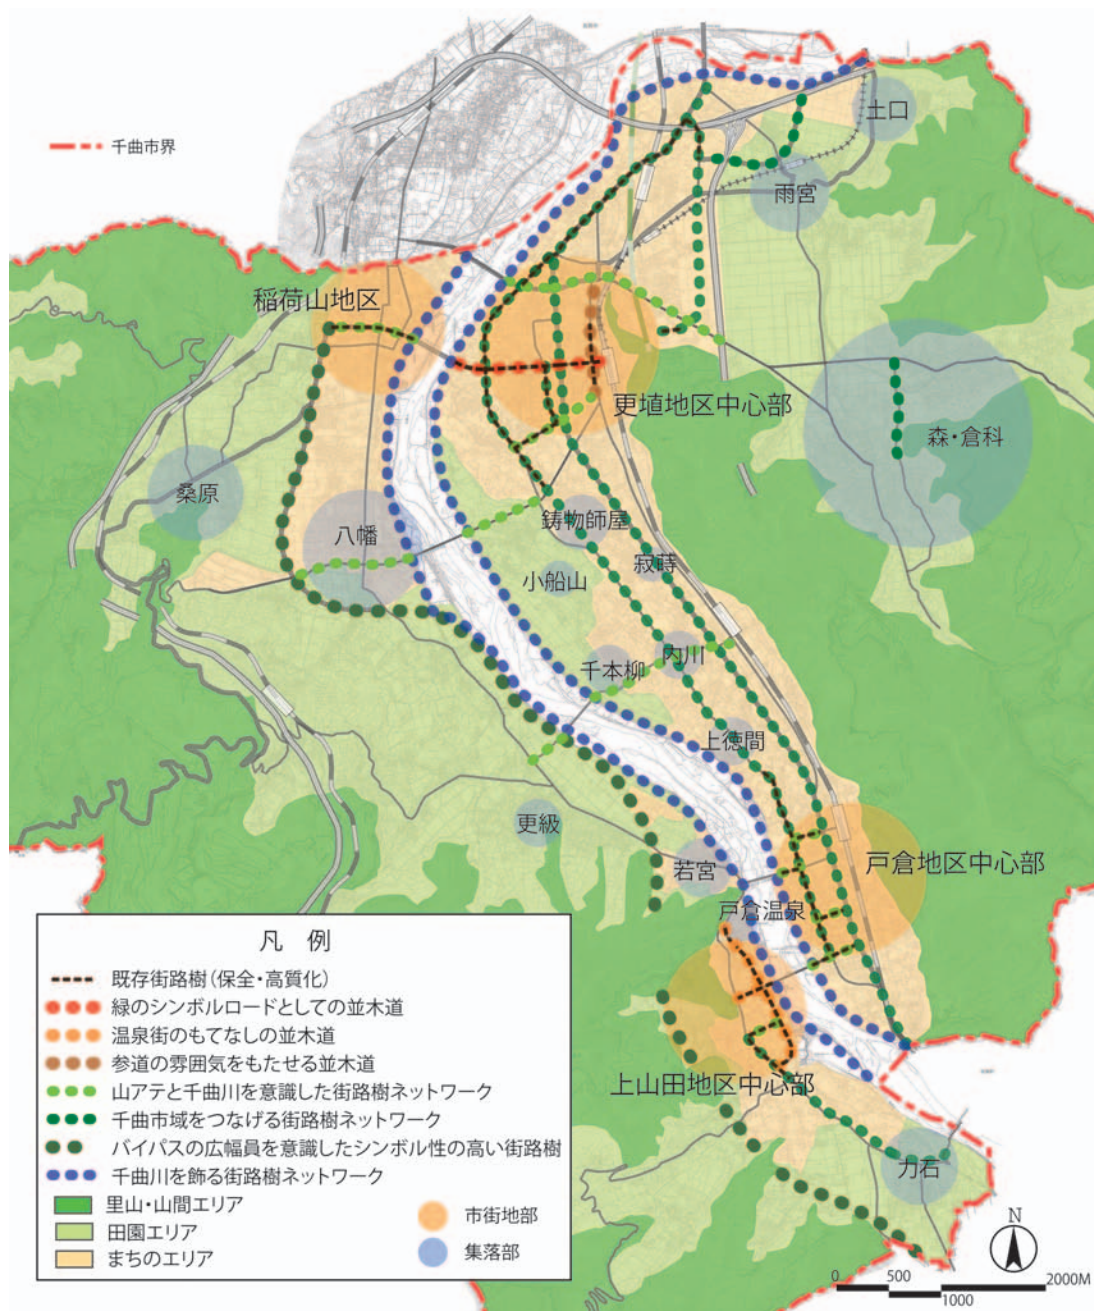 千曲市界
土口
雨宮
稲荷山地区
更埴地区中心部
森・倉科
桑原
八幡
鋳物師屋
寂蒔
小船山
千本柳
内川
上徳間
更級
若宮
戸倉地区中心部
戸倉温泉
上山田地区中心部
力石
凡 例
既存街路樹(保全・高質化)
緑のシンボルロードとしての並木道
温泉街のもてなしの並木道
参道の雰囲気をもたせる並木道
山アテと千曲川を意識した街路樹ネットワーク
千曲市域をつなげる街路樹ネットワーク
バイパスの広幅員を意識したシンボル性の高い街路樹
千曲川を飾る街路樹ネットワーク
里山・山間エリア
田園エリア
まちのエリア
市街地部
集落部
N
0 500 2000M
1000